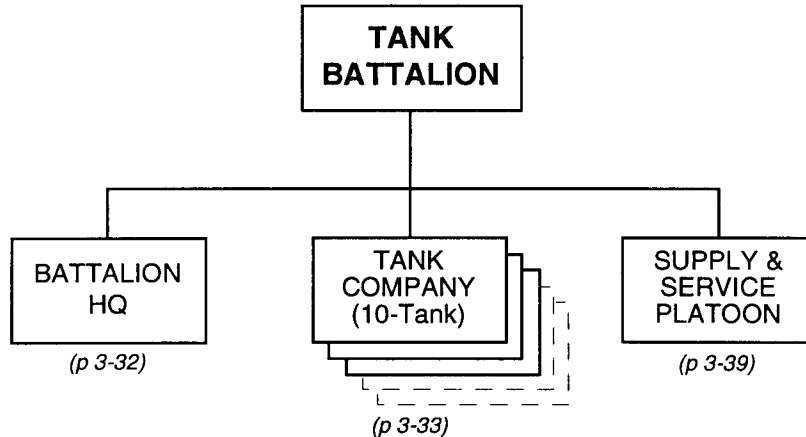 TANK
BATTALION
BATTALION
HQ
(p 3-32)
TANK
COMPANY
(10-Tank)
(p 3-33)
SUPPLY &
SERVICE
PLATOON
(p 3-39)